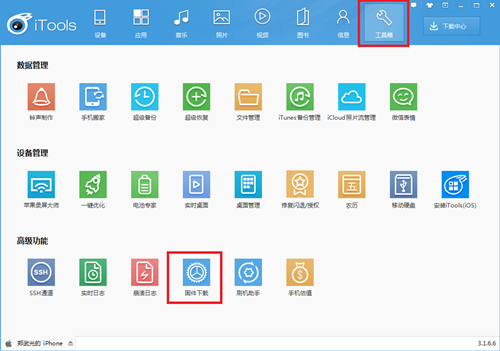 iTools
设备 应用 音乐 照片 视频 图书 信息 工具箱 下载中心
数据管理
铃声制作 手机搬家 超级备份 超级恢复 文件管理 iTunes备份管理 iCloud照片流管理 微信表情
设备管理
苹果录屏大师 一键优化 电池专家 实时桌面 桌面管理 修复闪退/授权 农历 移动硬盘 安装iTools(iOS)
五
高级功能
SSH
SSH通道 实时日志 崩溃日志 固件下载 刷机助手 手机估值
郑武光的 iPhone 3.1.6.6